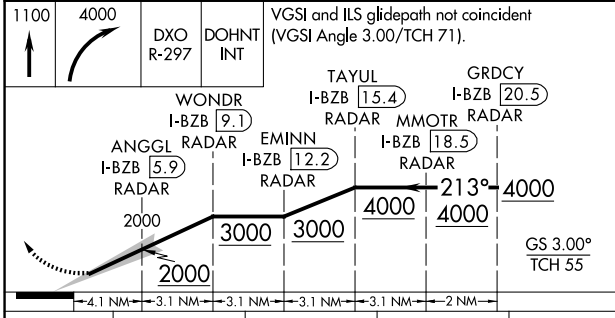 1100
4000
DXO
R-297
DOHNT
INT
VGSI and ILS glidepath not coincident
(VGSI Angle 3.00/TCH 71).
GRDCY
I-BZB 20.5
RADAR
TAYUL
I-BZB 15.4
RADAR
MMOTR
I-BZB 18.5
RADAR
WONDR
I-BZB 9.1
RADAR
EMINN
I-BZB 12.2
RADAR
ANGGL
I-BZB 5.9
RADAR
2000
2000
3000
3000
4000
213°
4000
4000
GS 3.00°
TCH 55
4.1 NM
3.1 NM
3.1 NM
3.1 NM
3.1 NM
2 NM